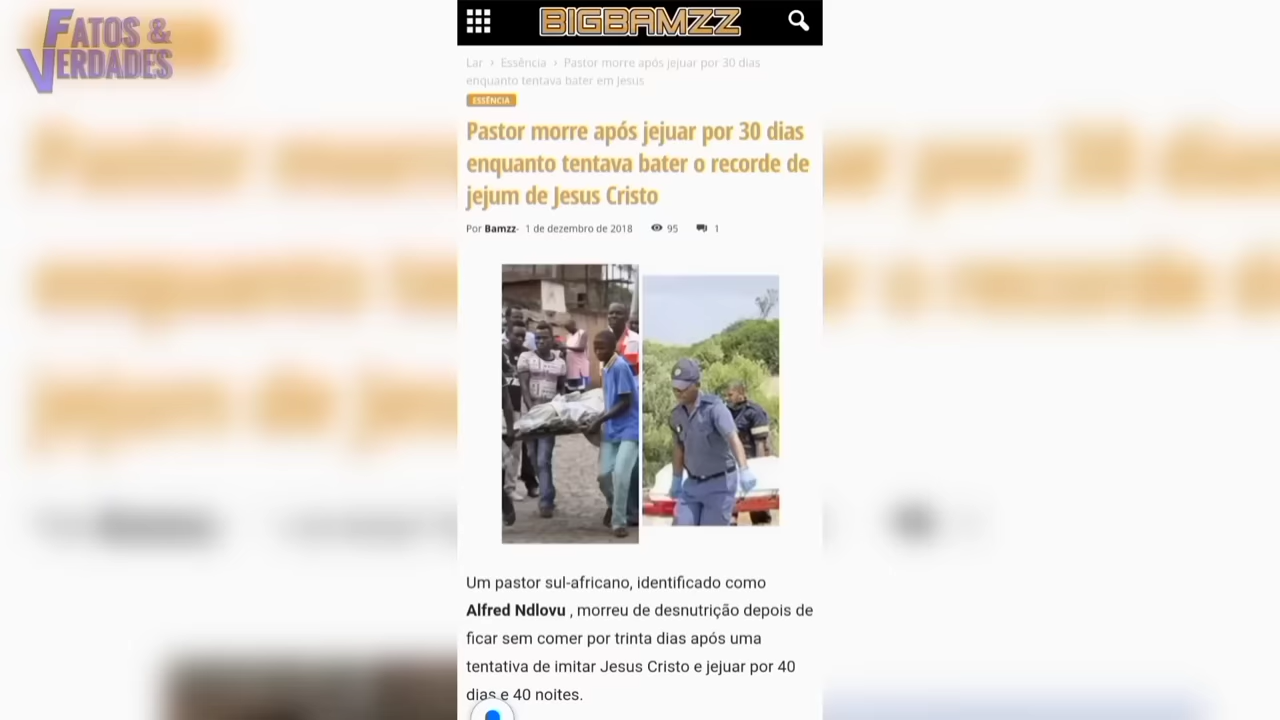 FATOS &
VERDADES
BIGBAMZZ
Lar › Essência › Pastor morre após jejuar por 30 dias
enquanto tentava bater em Jesus
ESSÊNCIA
Pastor morre após jejuar por 30 dias
enquanto tentava bater o recorde de
jejum de Jesus Cristo
Por Bamzz- 1 de dezembro de 2018 95 1
Um pastor sul-africano, identificado como
Alfred Ndlovu , morreu de desnutrição depois de
ficar sem comer por trinta dias após uma
tentativa de imitar Jesus Cristo e jejuar por 40
dias e 40 noites.